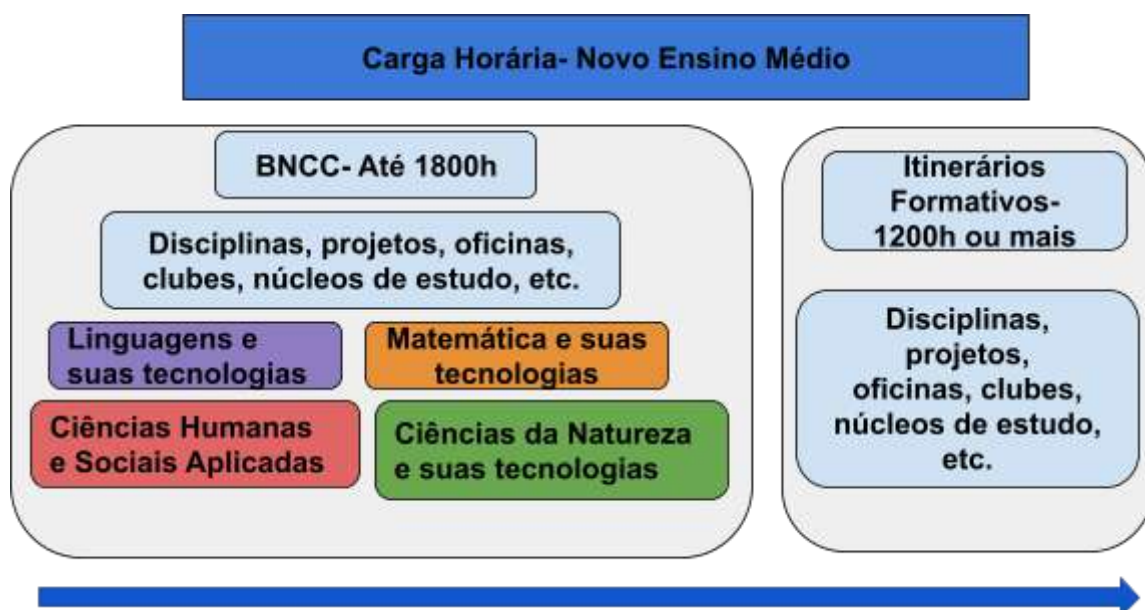 Carga Horária- Novo Ensino Médio
BNCC- Até 1800h
Disciplinas, projetos, oficinas,
clubes, núcleos de estudo, etc.
Linguagens e
suas tecnologias
Matemática e suas
tecnologias
Ciências Humanas
e Sociais Aplicadas
Ciências da Natureza
e suas tecnologias
Itinerários
Formativos-
1200h ou mais
Disciplinas,
projetos,
oficinas, clubes,
núcleos de estudo,
etc.